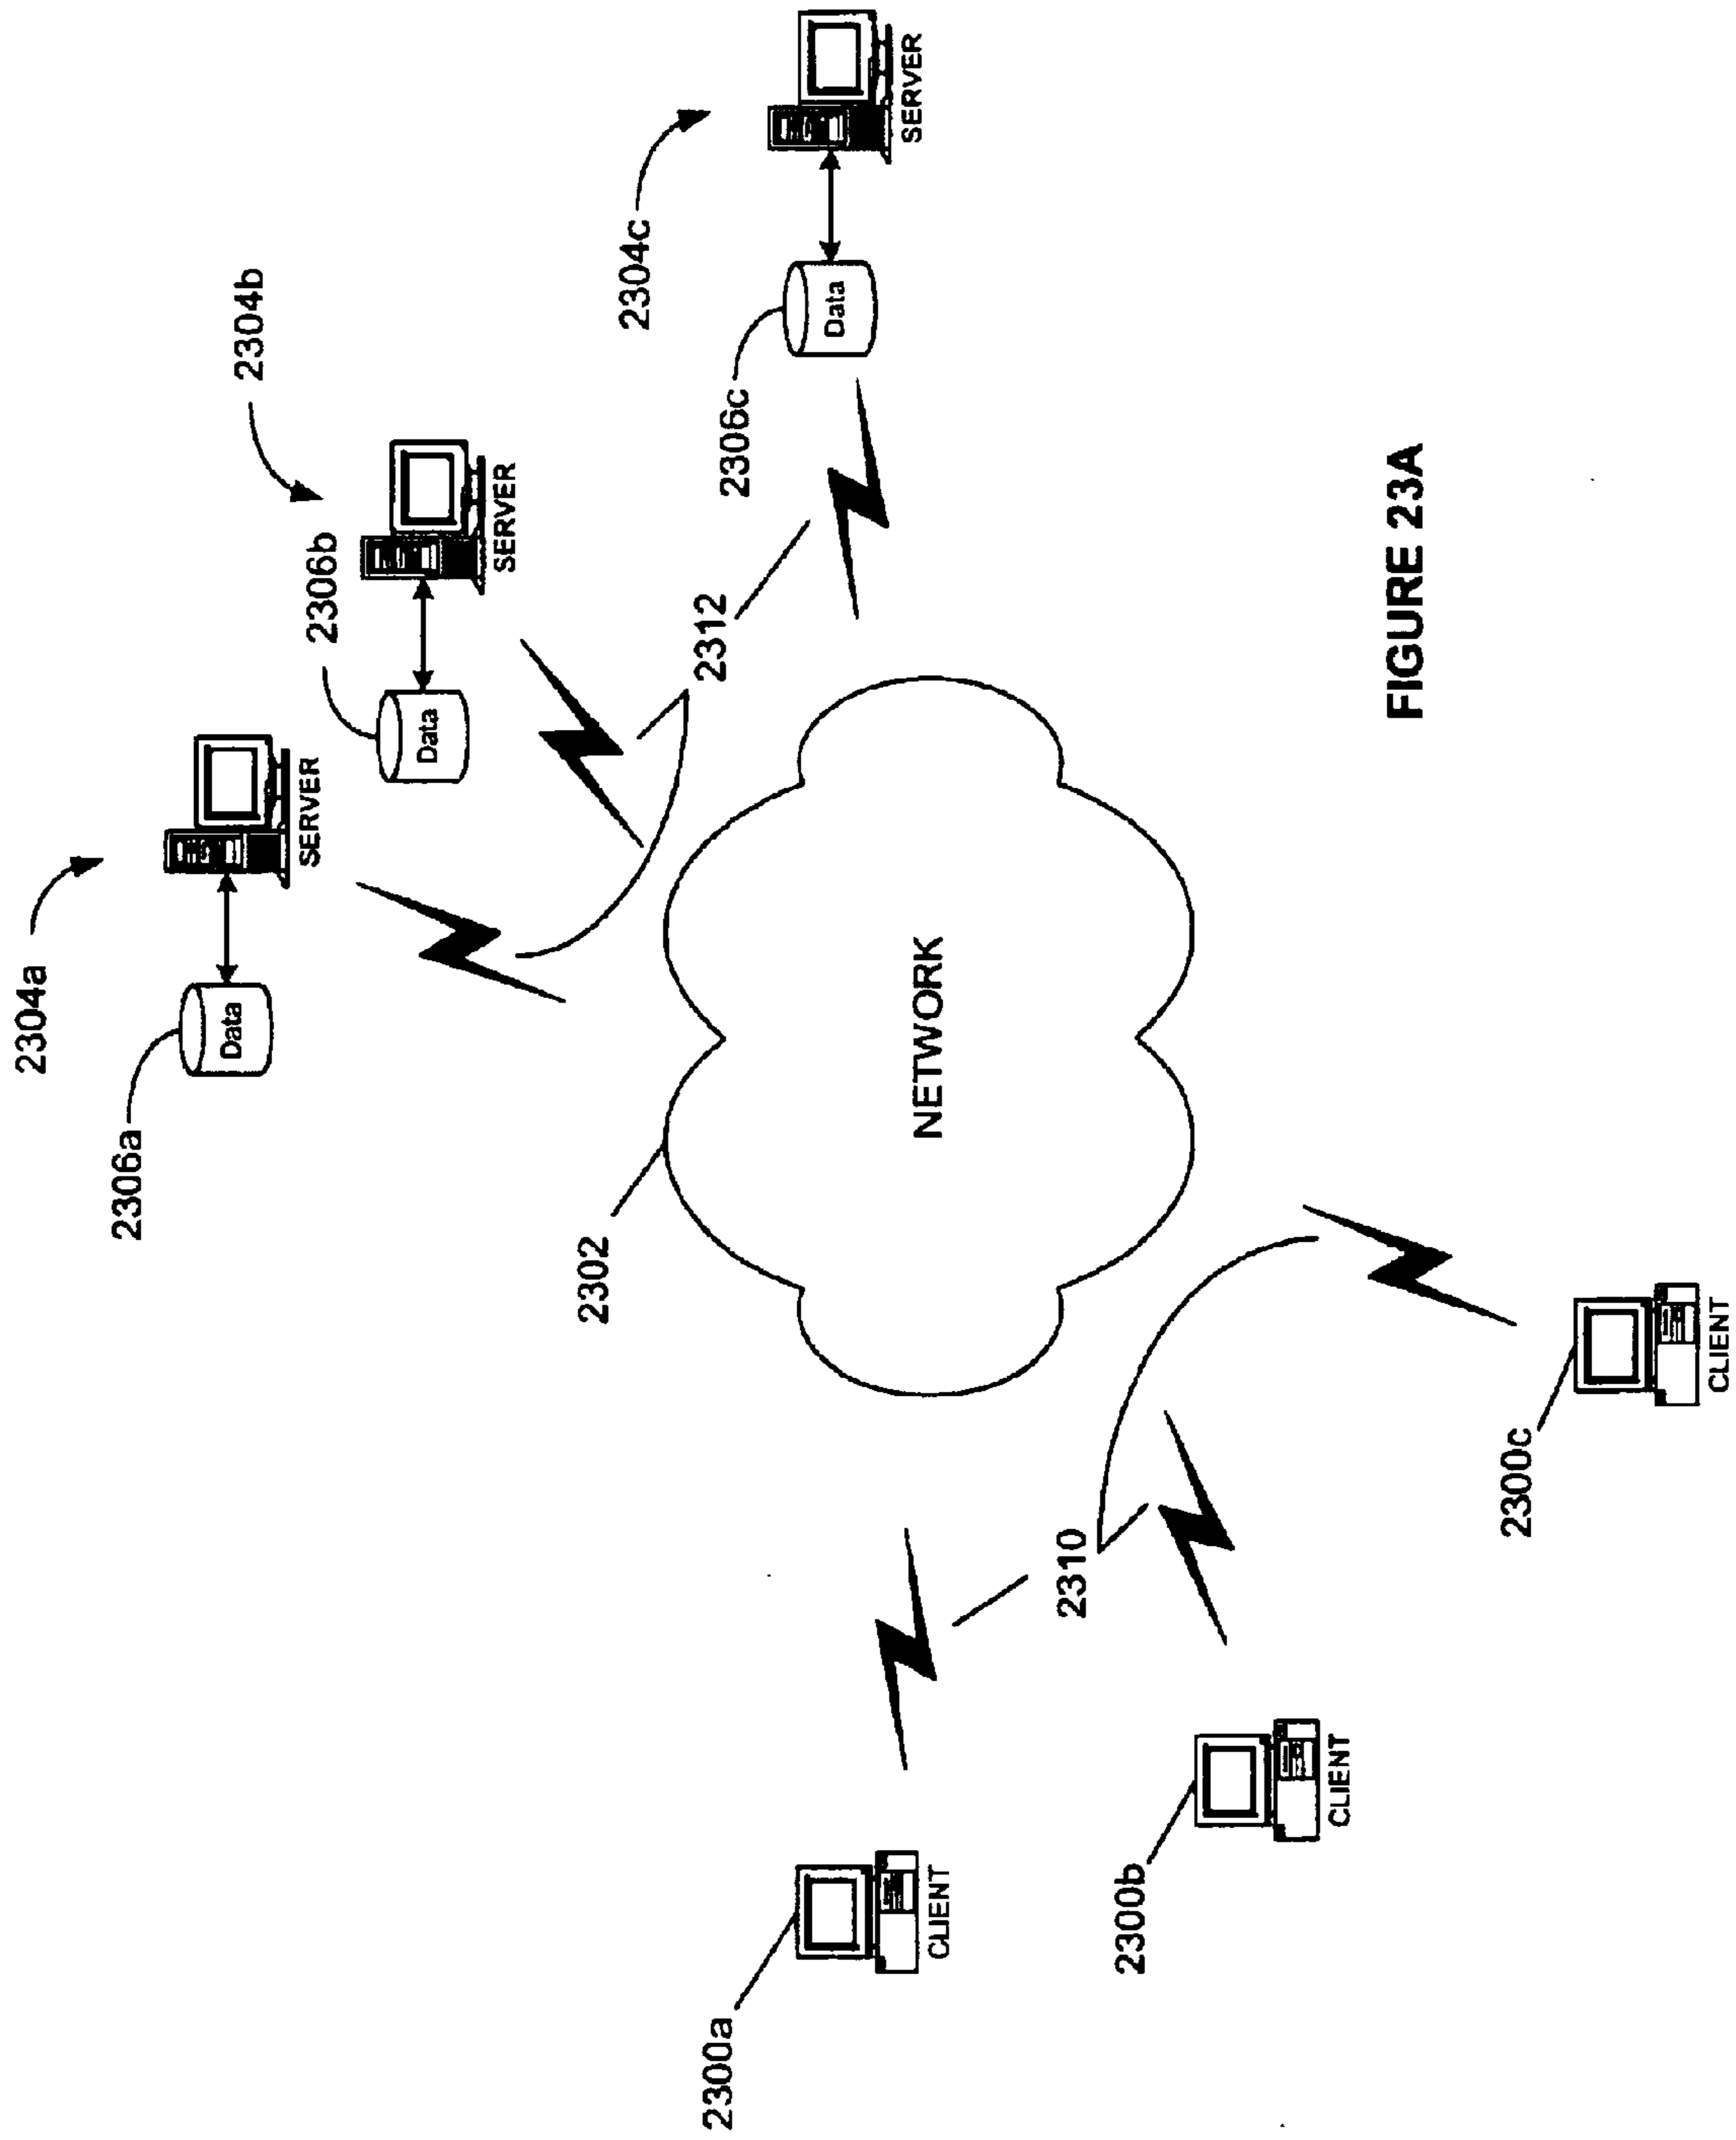 2304a
SERVER
2306a
Data
2304b
SERVER
2306b
Data
2304c
SERVER
2306c
Data
2312
2302
NETWORK
2310
2300a
CLIENT
2300b
CLIENT
2300c
CLIENT
FIGURE 23A